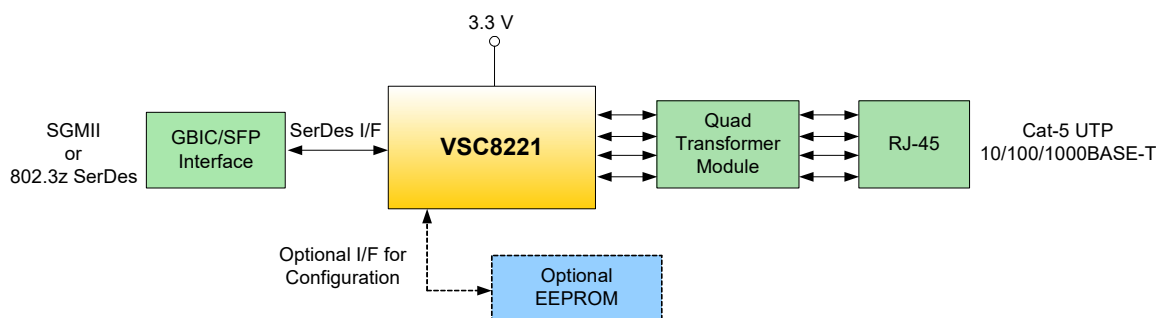 3.3 V
SGMII
or
802.3z SerDes
GBIC/SFP
Interface
SerDes I/F
VSC8221
Quad
Transformer
Module
RJ-45
Cat-5 UTP
10/100/1000BASE-T
Optional I/F for
Configuration
Optional
EEPROM